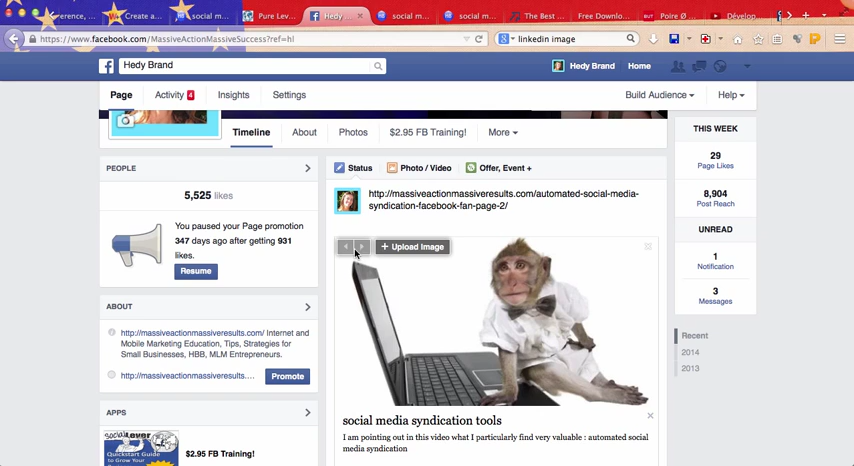 erence,
Create a ...
social m...
Pure Lev...
Hedy ...
social m...
social m...
The Best ...
Free Downlo...
Poire Ø ...
Dévelop...
https://www.facebook.com/MassiveActionMassiveSuccess?ref=hl
linkedin image
Hedy Brand
Hedy Brand
Home
Page
Activity 4
Insights
Settings
Build Audience
Help
Timeline
About
Photos
$2.95 FB Training!
More
PEOPLE
5,525 likes
You paused your Page promotion
347 days ago after getting 931
likes.
Resume
ABOUT
http://massiveactionmassiveresults.com/ Internet and
Mobile Marketing Education, Tips, Strategies for
Small Businesses, HBB, MLM Entrepreneurs.
http://massiveactionmassiveresults....
Promote
APPS
$2.95 FB Training!
Status
Photo / Video
Offer, Event +
http://massiveactionmassiveresults.com/automated-social-media-
syndication-facebook-fan-page-2/
+ Upload Image
social media syndication tools
I am pointing out in this video what I particularly find very valuable : automated social
media syndication
THIS WEEK
29
Page Likes
8,904
Post Reach
UNREAD
1
Notification
3
Messages
Recent
2014
2013